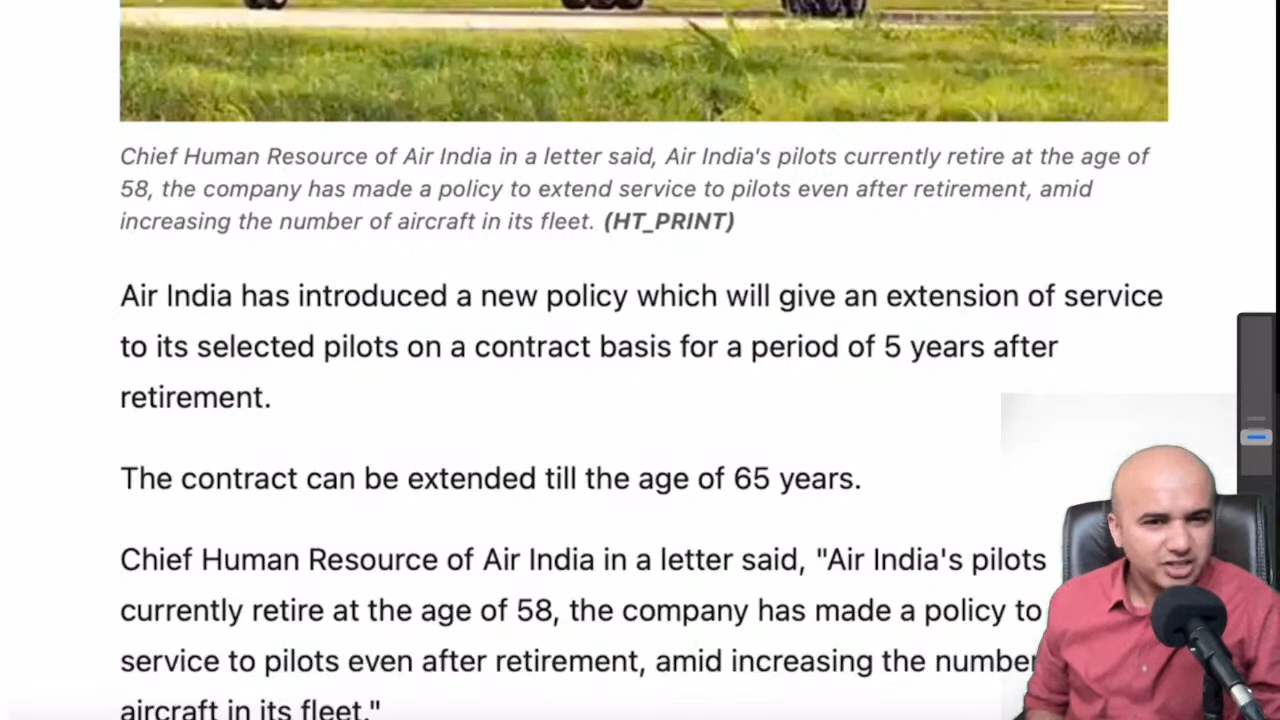 Chief Human Resource of Air India in a letter said, Air India's pilots currently retire at the age of
58, the company has made a policy to extend service to pilots even after retirement, amid
increasing the number of aircraft in its fleet. (HT_PRINT)
Air India has introduced a new policy which will give an extension of service
to its selected pilots on a contract basis for a period of 5 years after
retirement.
The contract can be extended till the age of 65 years.
Chief Human Resource of Air India in a letter said, "Air India's pilots
currently retire at the age of 58, the company has made a policy to
service to pilots even after retirement, amid increasing the number
aircraft in its fleet."